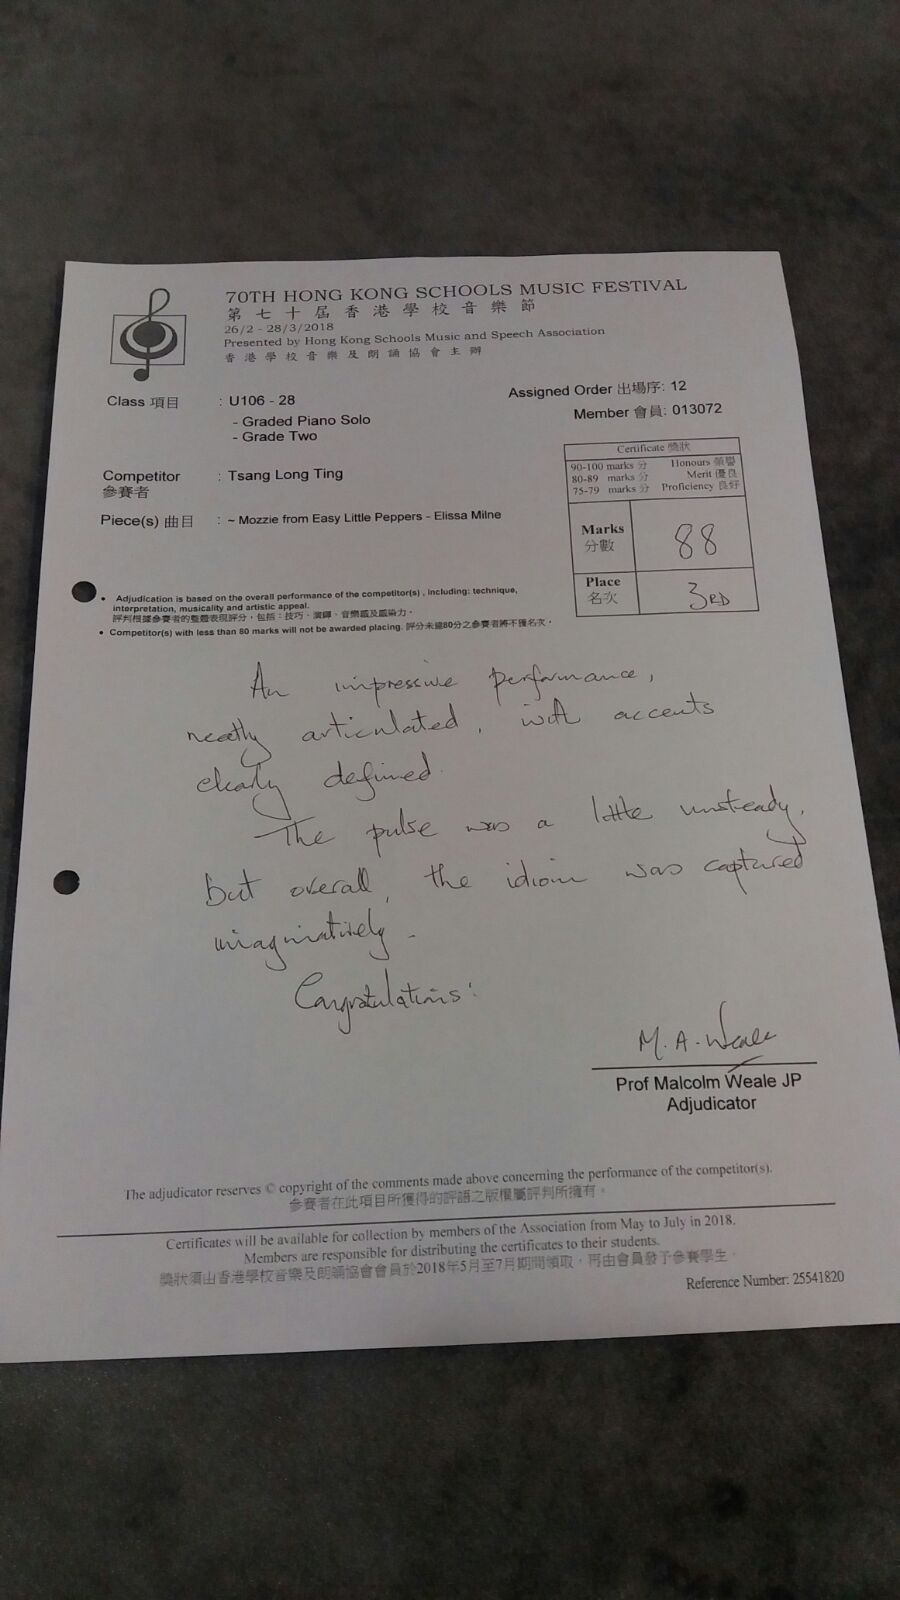 70TH HONG KONG SCHOOLS MUSIC FESTIVAL
第七十屆香港學校音樂節
26/2 - 28/3/2018
Presented by Hong Kong Schools Music and Speech Association
香港學校音樂及朗誦協會主辦
Class 項目 : U106 - 28
- Graded Piano Solo
- Grade Two
Assigned Order 出場序: 12
Member 會員: 013072
Competitor : Tsang Long Ting
參賽者
Piece(s) 曲目 : ~ Mozzie from Easy Little Peppers - Elissa Milne
Certificate 獎狀
90-100 marks 分 Honours 榮譽
80-89 marks 分 Merit 優良
75-79 marks 分 Proficiency 良好
Marks 88
分數
Place 3RD
名次
• Adjudication is based on the overall performance of the competitor(s) , including: technique,
interpretation, musicality and artistic appeal.
評判根據參賽者的整體表現評分，包括：技巧、演繹、音樂感及感染力。
• Competitor(s) with less than 80 marks will not be awarded placing. 評分未達80分之參賽者將不獲名次。
An impressive performance,
neatly articulated, with accents
clearly defined.
The pulse was a little unsteady,
but overall, the idiom was captured
imaginatively.
Congratulations!
M. A. Weale
Prof Malcolm Weale JP
Adjudicator
The adjudicator reserves © copyright of the comments made above concerning the performance of the competitor(s).
參賽者在此項目所獲得的評語之版權屬評判所擁有。
Certificates will be available for collection by members of the Association from May to July in 2018.
Members are responsible for distributing the certificates to their students.
獎狀須由香港學校音樂及朗誦協會會員於2018年5月至7月期間領取，再由會員發予參賽學生。
Reference Number: 25541820